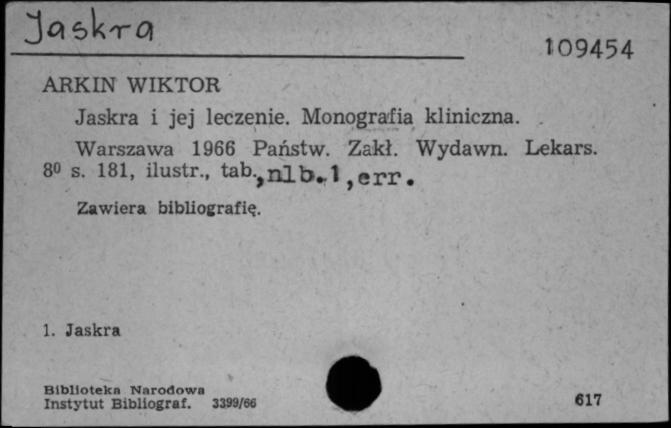 Jaskra
109454
ARKIN WIKTOR
Jaskra i jej leczenie. Monografia kliniczna.
Warszawa 1966 Państw. Zakł. Wydawn. Lekars.
8⁰ s. 181, ilustr., tab.,nlb.1,err.
Zawiera bibliografię.
1. Jaskra
Biblioteka Narodowa
Instytut Bibliograf. 3399/66
617